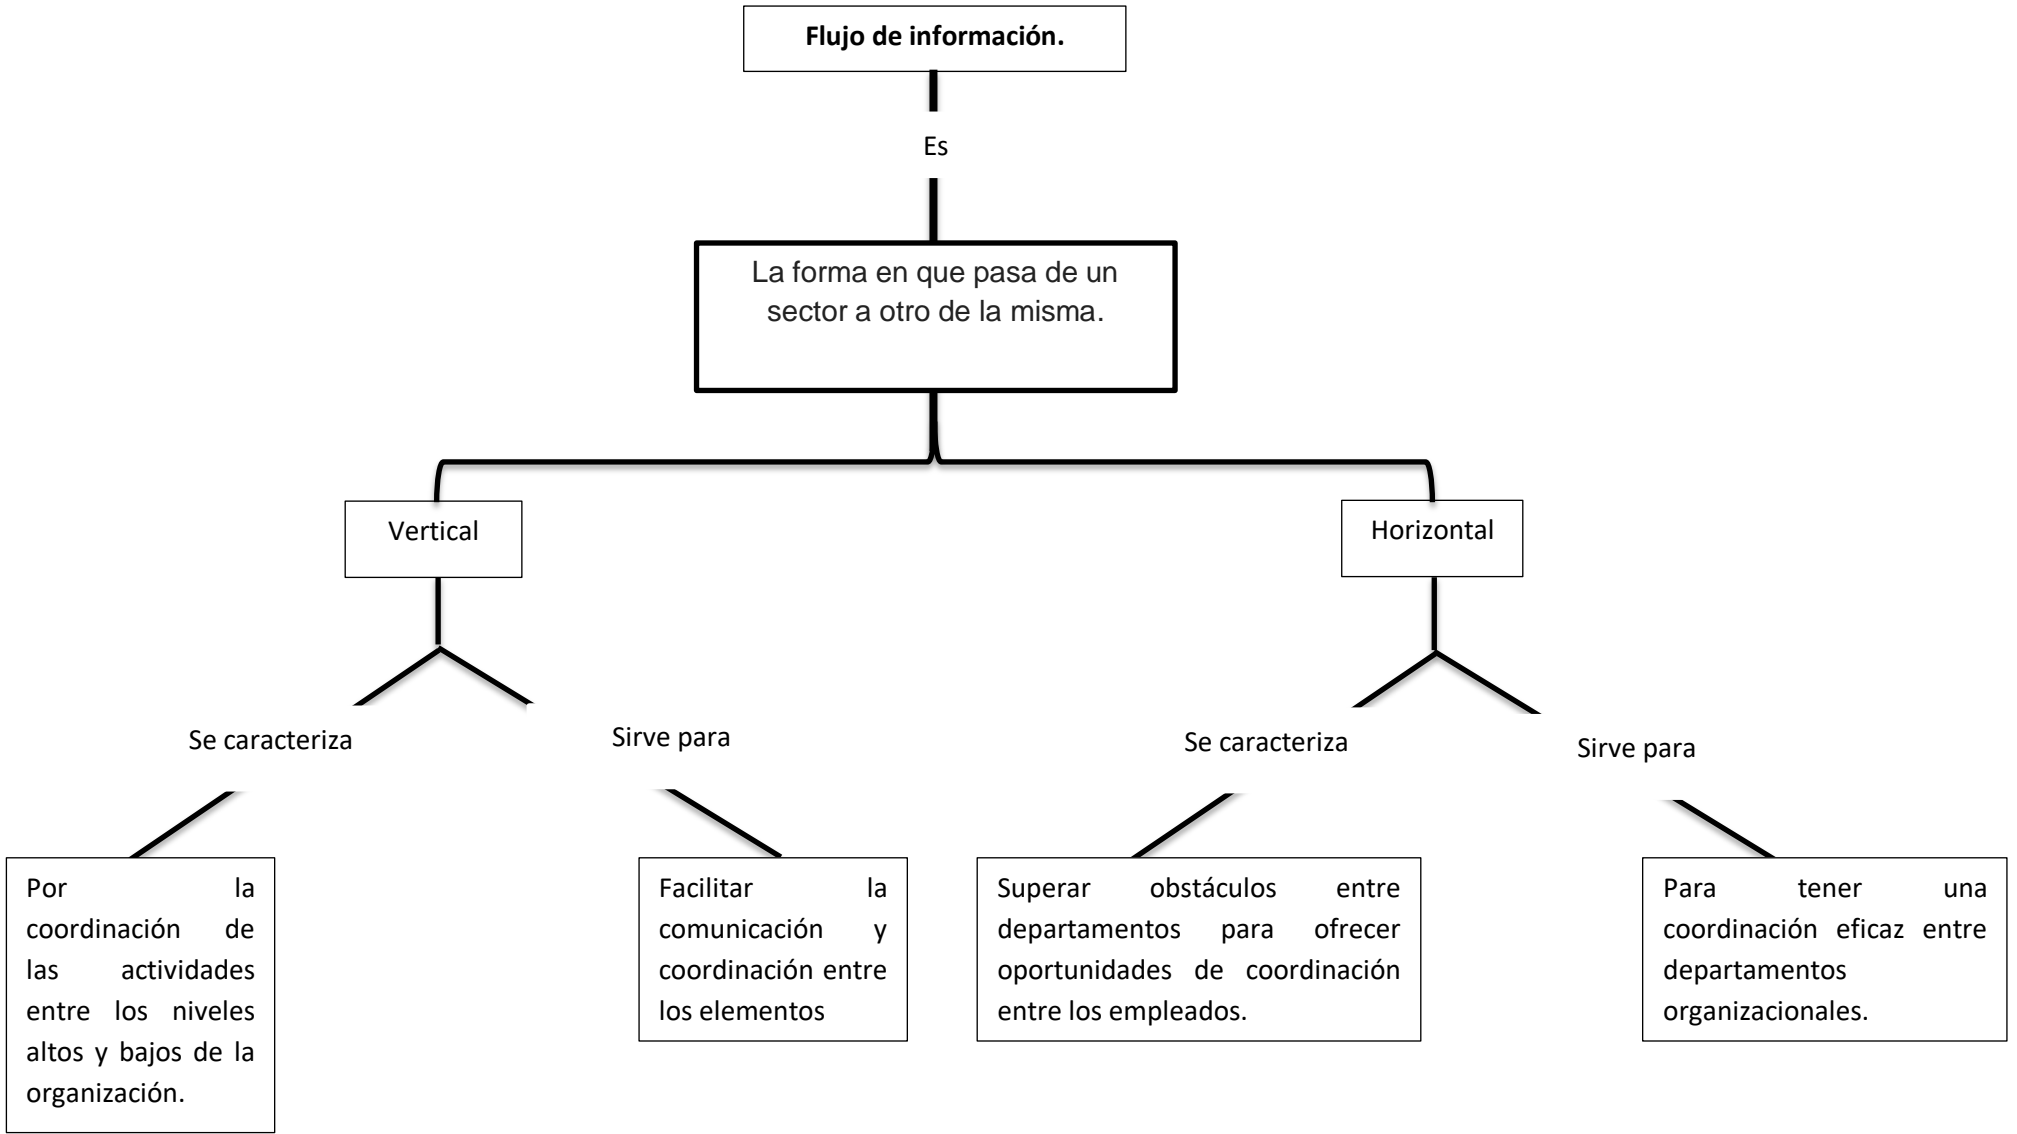 Flujo de información.
Es
La forma en que pasa de un
sector a otro de la misma.
Vertical
Horizontal
Se caracteriza
Sirve para
Se caracteriza
Sirve para
Por la
coordinación de
las actividades
entre los niveles
altos y bajos de la
organización.
Facilitar la
comunicación y
coordinación entre
los elementos
Superar obstáculos entre
departamentos para ofrecer
oportunidades de coordinación
entre los empleados.
Para tener una
coordinación eficaz entre
departamentos
organizacionales.